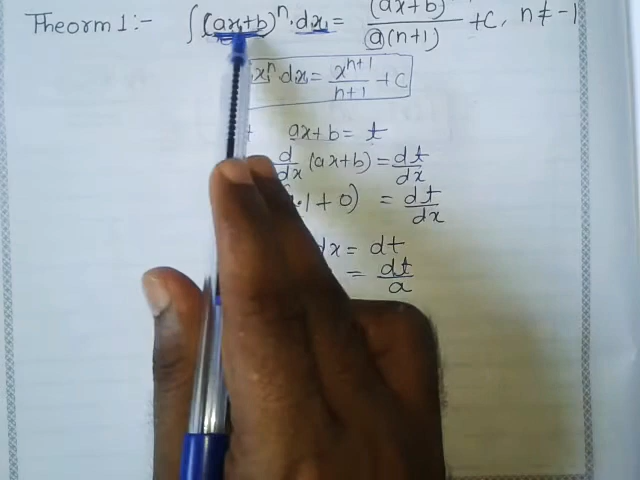 Theorm 1:- ∫(ax+b)ⁿ·dx = (ax+b) / a(n+1) + C, n ≠ -1
xⁿ·dx = xⁿ⁺¹ / n+1 + C
ax+b = t
d/dx (ax+b) = dt/dx
·1+0) = dt/dx
dx = dt
= dt/a